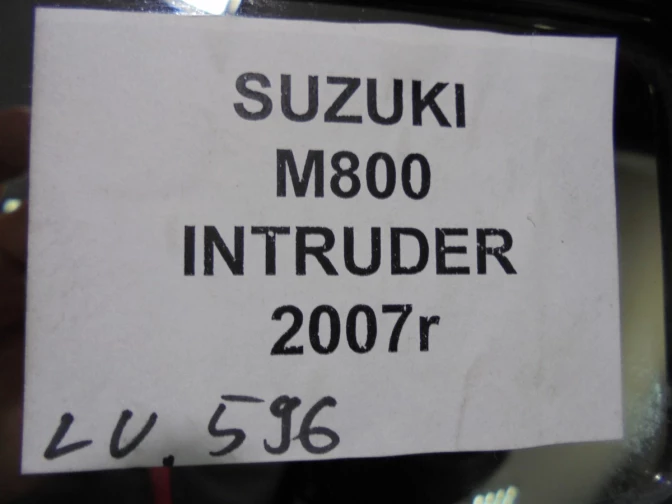 SUZUKI
M800
INTRUDER
2007r
LU. 596